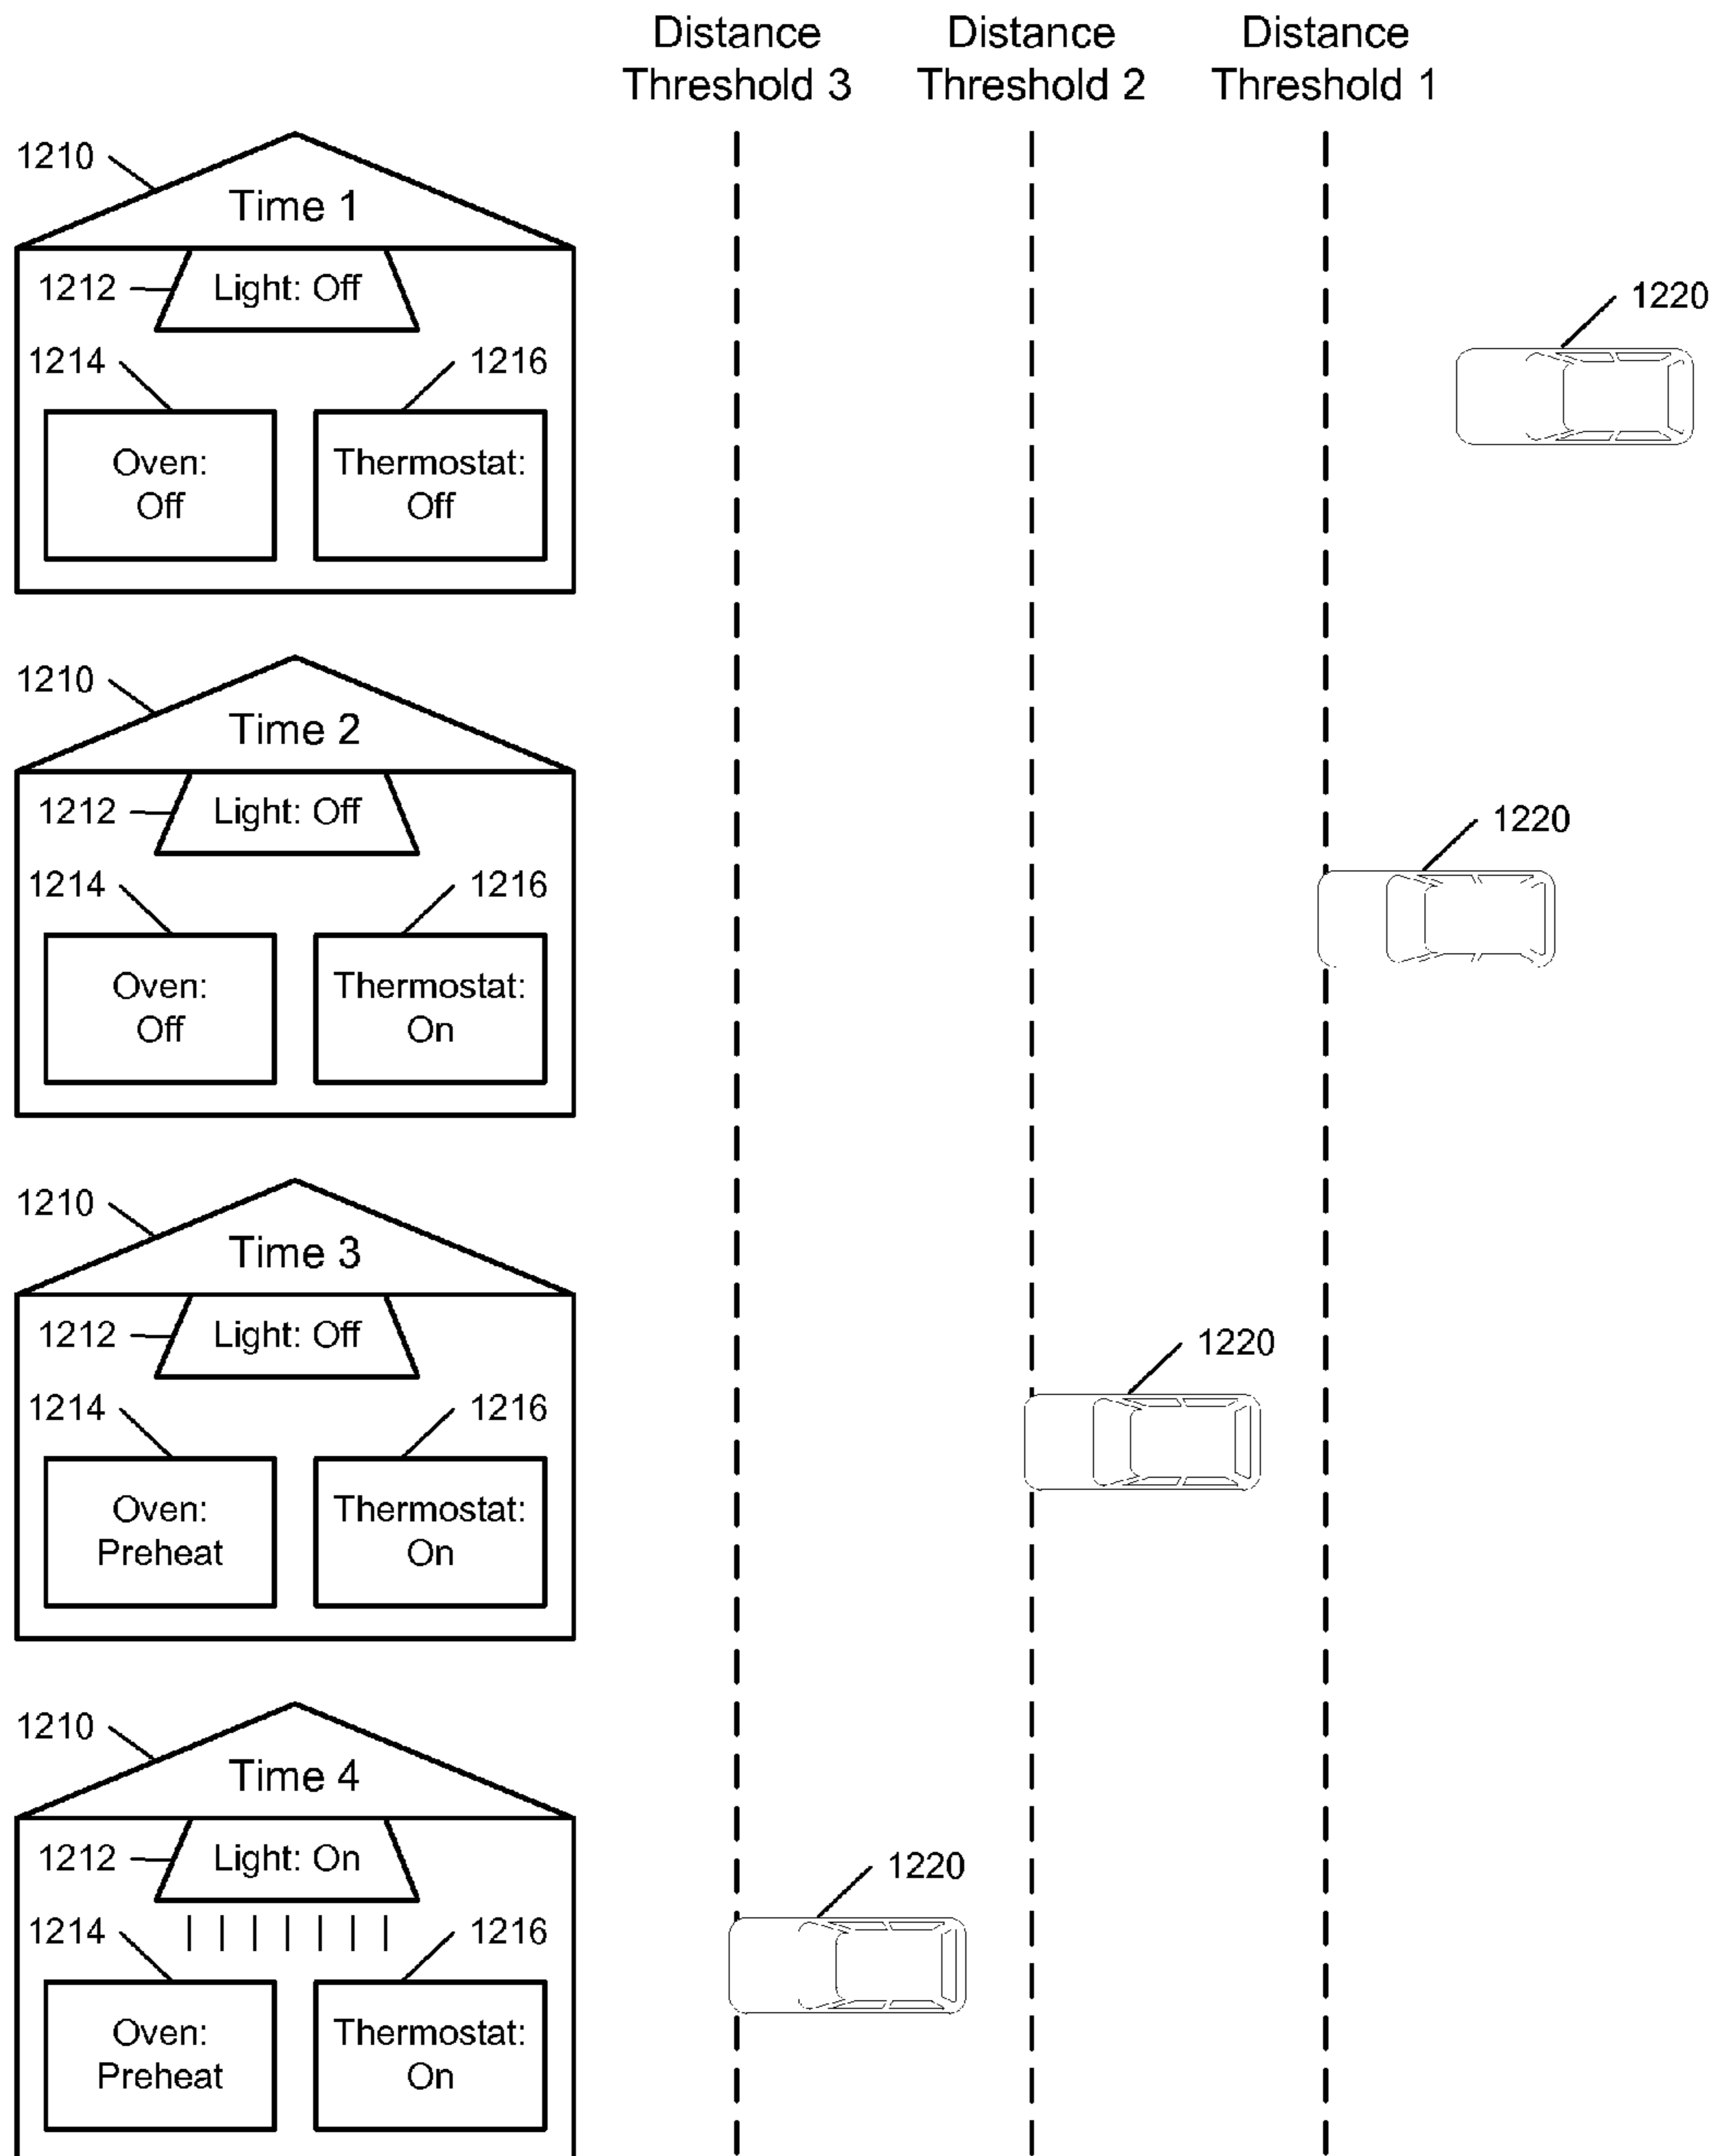 Distance
Threshold 3
Distance
Threshold 2
Distance
Threshold 1
1210
Time 1
1212
Light: Off
1220
1214
1216
Oven:
Off
Thermostat:
Off
1210
Time 2
1212
Light: Off
1220
1214
1216
Oven:
Off
Thermostat:
On
1210
Time 3
1212
Light: Off
1220
1214
1216
Oven:
Preheat
Thermostat:
On
1210
Time 4
1212
Light: On
1220
1214
1216
Oven:
Preheat
Thermostat:
On